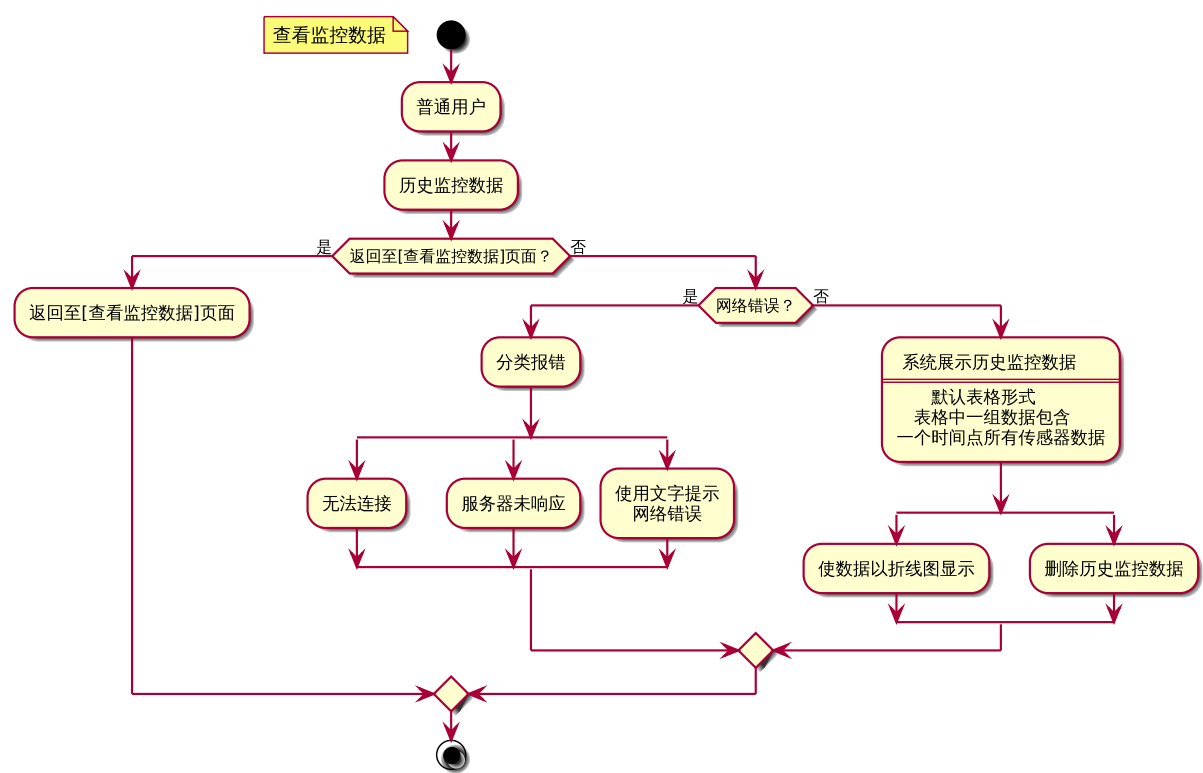 查看监控数据
普通用户
历史监控数据
是
返回至[查看监控数据]页面？
否
返回至[查看监控数据]页面
是
网络错误？
否
分类报错
系统展示历史监控数据
默认表格形式
表格中一组数据包含
一个时间点所有传感器数据
无法连接
服务器未响应
使用文字提示
网络错误
使数据以折线图显示
删除历史监控数据